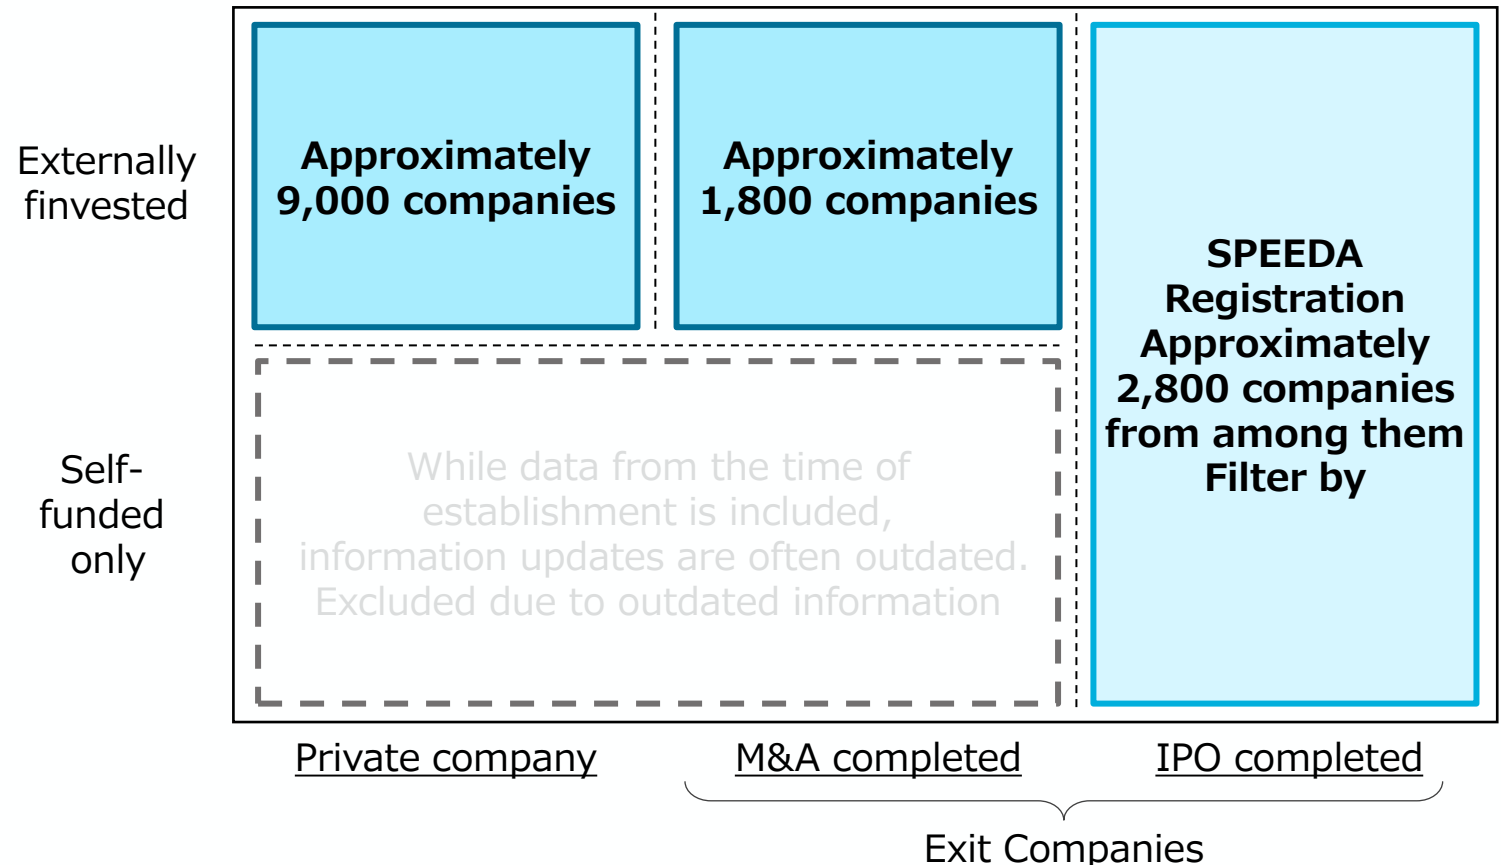 Externally
finvested
Approximately
9,000 companies
Approximately
1,800 companies
SPEEDA
Registration
Approximately
2,800 companies
from among them
Filter by
Self-
funded
only
While data from the time of
establishment is included,
information updates are often outdated.
Excluded due to outdated information
Private company
M&A completed
IPO completed
Exit Companies